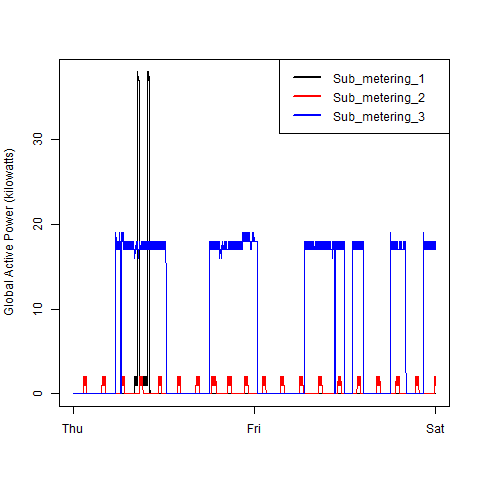 Sub_metering_1
Sub_metering_2
Sub_metering_3
Global Active Power (kilowatts)
30
20
10
0
Thu Fri Sat